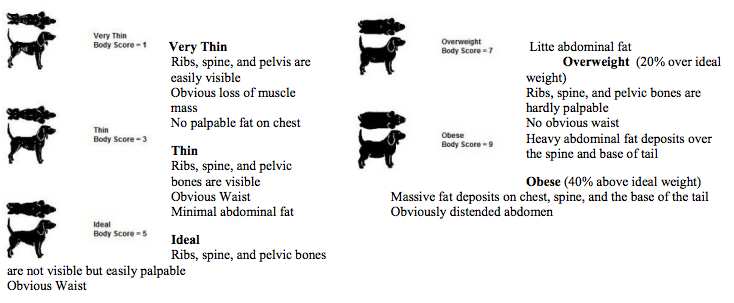 Very Thin
Body Score = 1
Very Thin
Ribs, spine, and pelvis are
easily visible
Obvious loss of muscle
mass
No palpable fat on chest
Thin
Body Score = 3
Thin
Ribs, spine, and pelvic
bones are visible
Obvious Waist
Minimal abdominal fat
Ideal
Body Score = 5
Ideal
Ribs, spine, and pelvic bones
are not visible but easily palpable
Obvious Waist
Overweight
Body Score = 7
Litte abdominal fat
Overweight (20% over ideal
weight)
Ribs, spine, and pelvic bones are
hardly palpable
No obvious waist
Heavy abdominal fat deposits over
the spine and base of tail
Obese
Body Score = 9
Obese (40% above ideal weight)
Massive fat deposits on chest, spine, and the base of the tail
Obviously distended abdomen